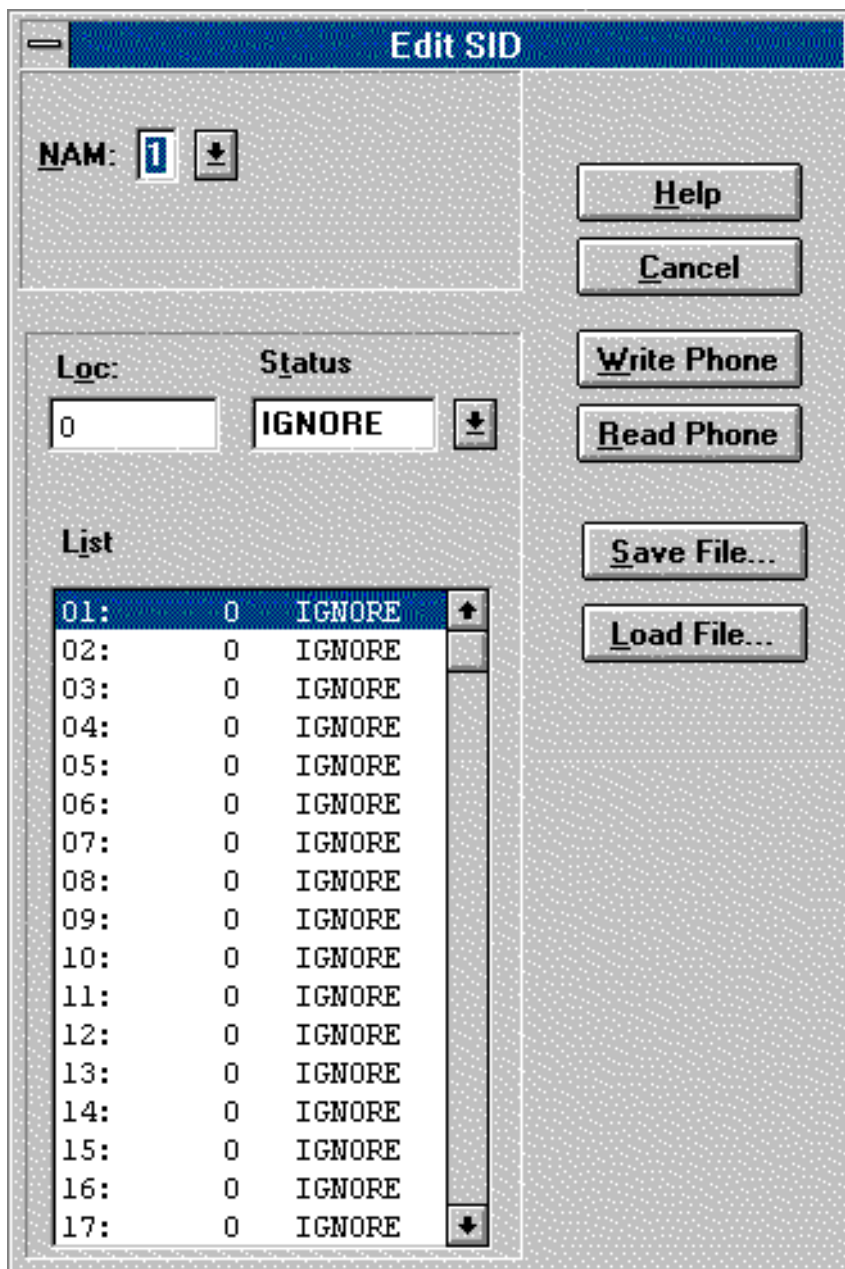 Edit SID
NAM: 1
Help
Cancel
Loc: Status
0 IGNORE
Write Phone
Read Phone
List
Save File...
Load File...
01: 0 IGNORE
02: 0 IGNORE
03: 0 IGNORE
04: 0 IGNORE
05: 0 IGNORE
06: 0 IGNORE
07: 0 IGNORE
08: 0 IGNORE
09: 0 IGNORE
10: 0 IGNORE
11: 0 IGNORE
12: 0 IGNORE
13: 0 IGNORE
14: 0 IGNORE
15: 0 IGNORE
16: 0 IGNORE
17: 0 IGNORE